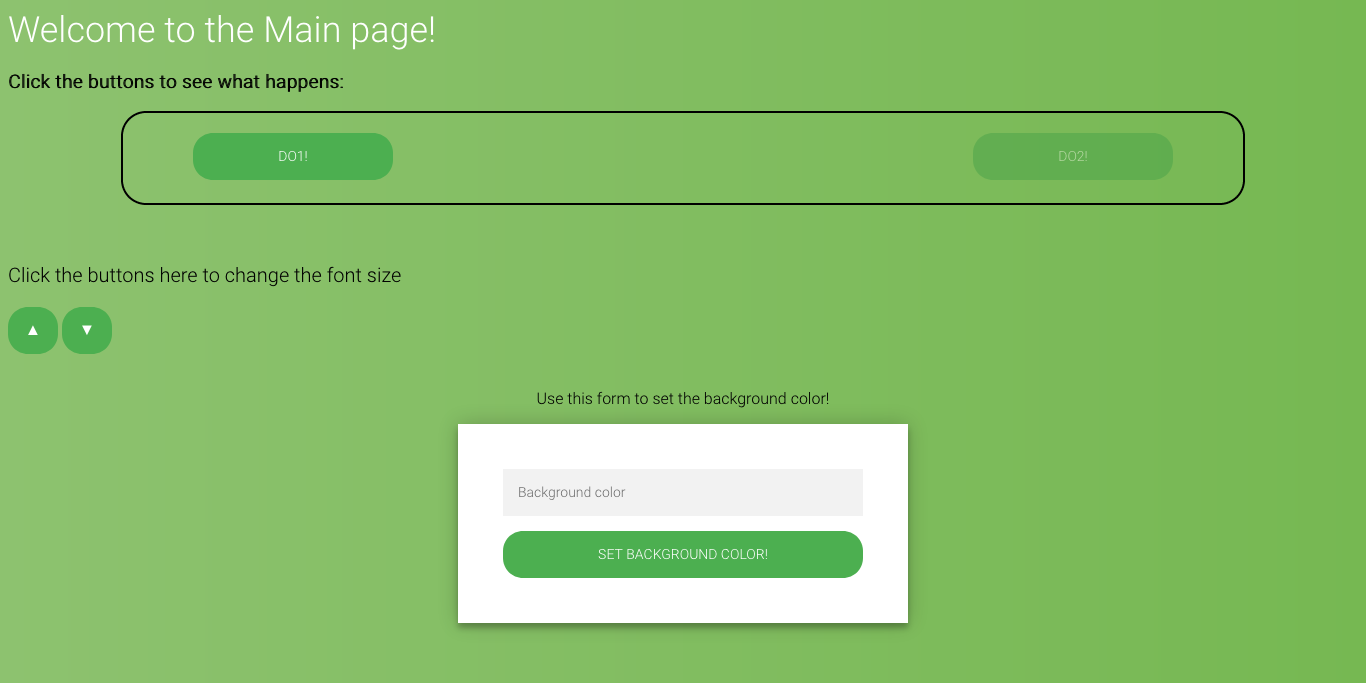 Welcome to the Main page!
Click the buttons to see what happens:
DO1! DO2!
Click the buttons here to change the font size
▲ ▼
Use this form to set the background color!
Background color
SET BACKGROUND COLOR!